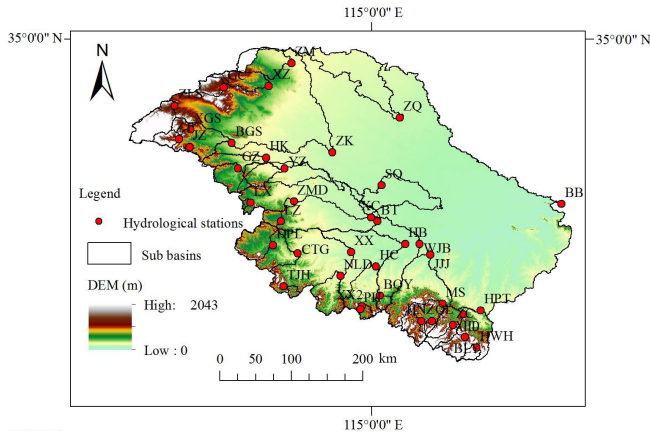 115°0'0" E
35°0'0" N
35°0'0" N
N
ZM
XZ
ZQ
XGS
JZ
BGS
HK
ZK
GZ
YZ
SQ
BB
ZMD
BT
Legend
Hydrological stations
Sub basins
DEM (m)
High: 2043
Low : 0
XX
HB
WJB
JJJ
CTG
NLD
HC
TJH
BQY
MS
HPT
HWH
0 50 100 200 km
115°0'0" E